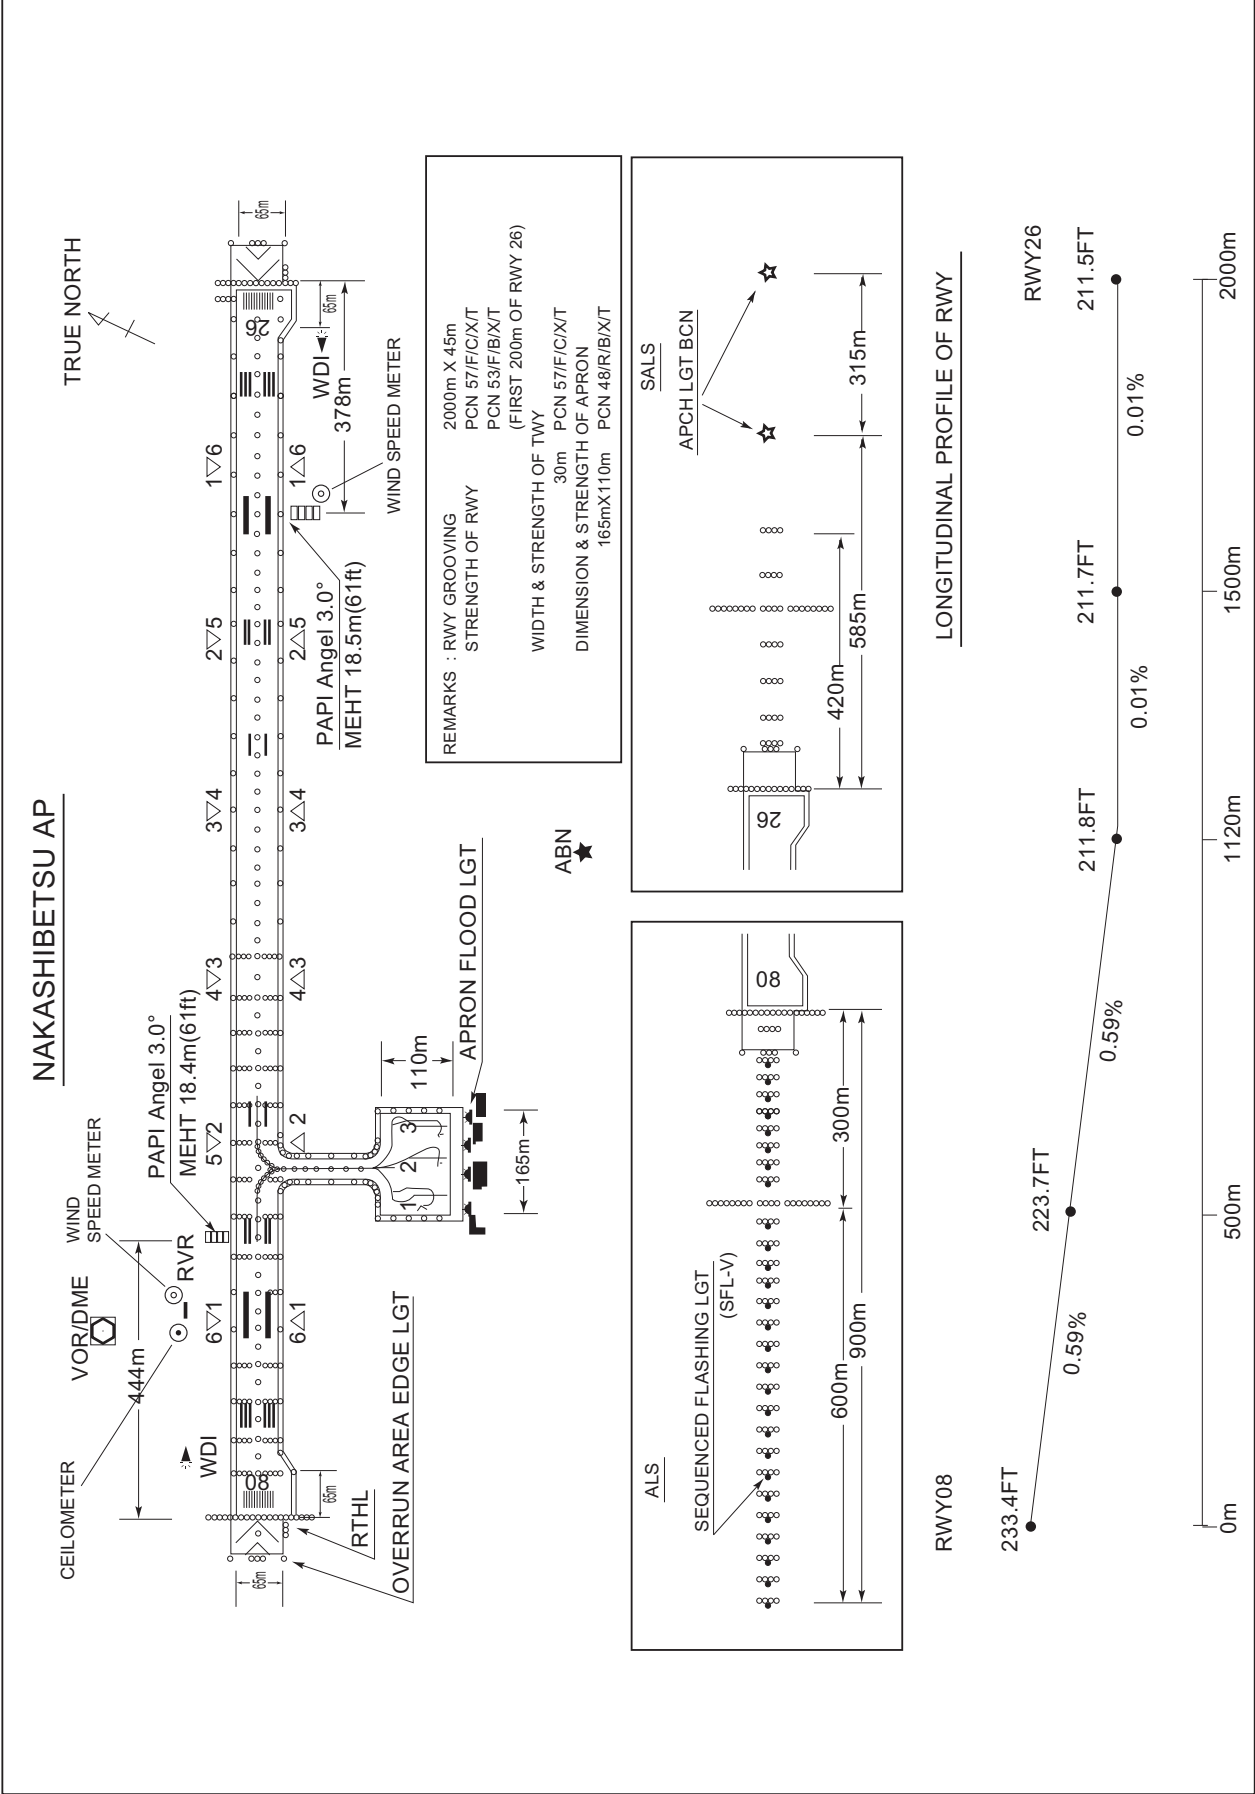 NAKASHIBETSU AP
TRUE NORTH
CEILOMETER
VOR/DME
WIND
SPEED METER
RVR
444m
WDI
PAPI Angel 3.0°
MEHT 18.4m(61ft)
6 1
5 2
4 3
3 4
2 5
1 6
08
26
65m
65m
65m
65m
6 1
2
4 3
3 4
2 5
1 6
WDI
378m
WIND SPEED METER
PAPI Angel 3.0°
MEHT 18.5m(61ft)
RTHL
OVERRUN AREA EDGE LGT
1
2
3
110m
165m
APRON FLOOD LGT
ABN
REMARKS : RWY GROOVING 2000m X 45m
STRENGTH OF RWY PCN 57/F/C/X/T
PCN 53/F/B/X/T
(FIRST 200m OF RWY 26)
WIDTH & STRENGTH OF TWY
30m PCN 57/F/C/X/T
DIMENSION & STRENGTH OF APRON
165mX110m PCN 48/R/B/X/T
ALS
SEQUENCED FLASHING LGT
(SFL-V)
08
600m
300m
900m
SALS
APCH LGT BCN
26
420m
585m
315m
LONGITUDINAL PROFILE OF RWY
RWY08
RWY26
233.4FT
223.7FT
211.8FT
211.7FT
211.5FT
0.59%
0.59%
0.01%
0.01%
0m
500m
1120m
1500m
2000m